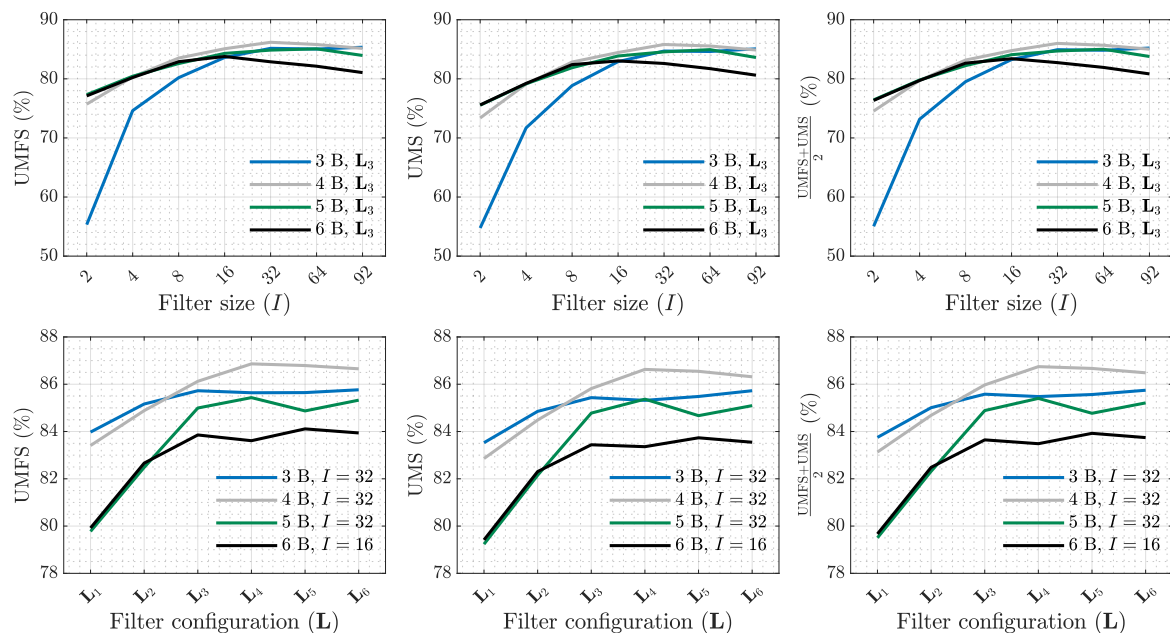 90
80
70
60
50
UMFS (%)
3 B, L₃
4 B, L₃
5 B, L₃
6 B, L₃
2 4 8 16 32 64 92
Filter size (I)
90
80
70
60
50
UMS (%)
3 B, L₃
4 B, L₃
5 B, L₃
6 B, L₃
2 4 8 16 32 64 92
Filter size (I)
90
80
70
60
50
UMFS+UMS
2
(%)
3 B, L₃
4 B, L₃
5 B, L₃
6 B, L₃
2 4 8 16 32 64 92
Filter size (I)
88
86
84
82
80
78
UMFS (%)
3 B, I = 32
4 B, I = 32
5 B, I = 32
6 B, I = 16
L₁ L₂ L₃ L₄ L₅ L₆
Filter configuration (L)
88
86
84
82
80
78
UMS (%)
3 B, I = 32
4 B, I = 32
5 B, I = 32
6 B, I = 16
L₁ L₂ L₃ L₄ L₅ L₆
Filter configuration (L)
88
86
84
82
80
78
UMFS+UMS
2
(%)
3 B, I = 32
4 B, I = 32
5 B, I = 32
6 B, I = 16
L₁ L₂ L₃ L₄ L₅ L₆
Filter configuration (L)